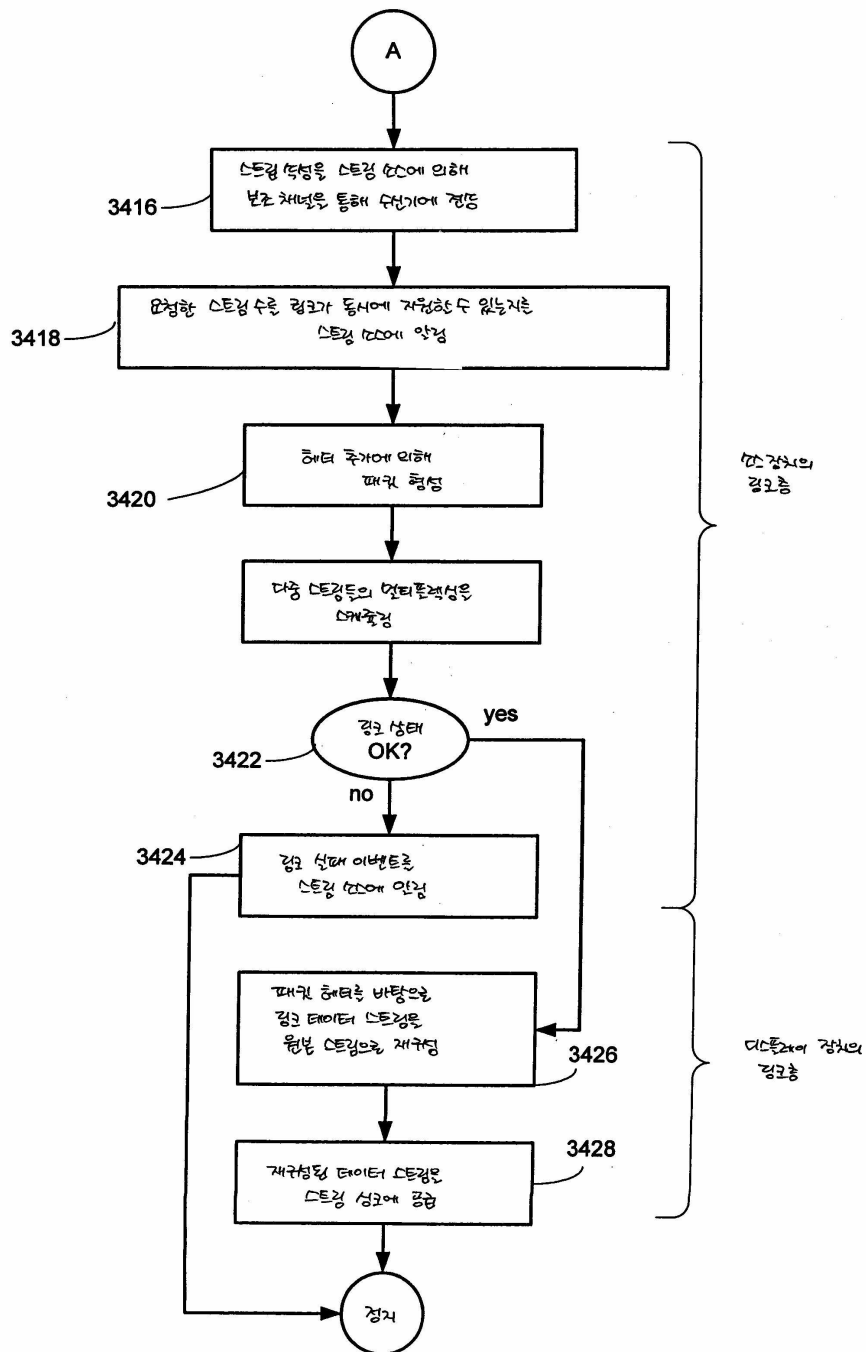 A
스트림 속성을 스트림 소스에 의해
보조 채널을 통해 수신기에 전송
3416
요청한 스트림 수를 링크가 동시에 지원할 수 있는지를
스트림 소스에 알림
3418
헤더 추가에 의해
패킷 형성
3420
다중 스트림들의 멀티플렉싱을
스케쥴링
링크 상태
OK?
yes
3422
no
3424
링크 실패 이벤트를
스트림 소스에 알림
소스 장치의
링크층
패킷 헤더를 바탕으로
링크 데이터 스트림을
원본 스트림으로 재구성
3426
디스플레이 장치의
링크층
3428
재구성된 데이터 스트림을
스트림 싱크에 공급
정지